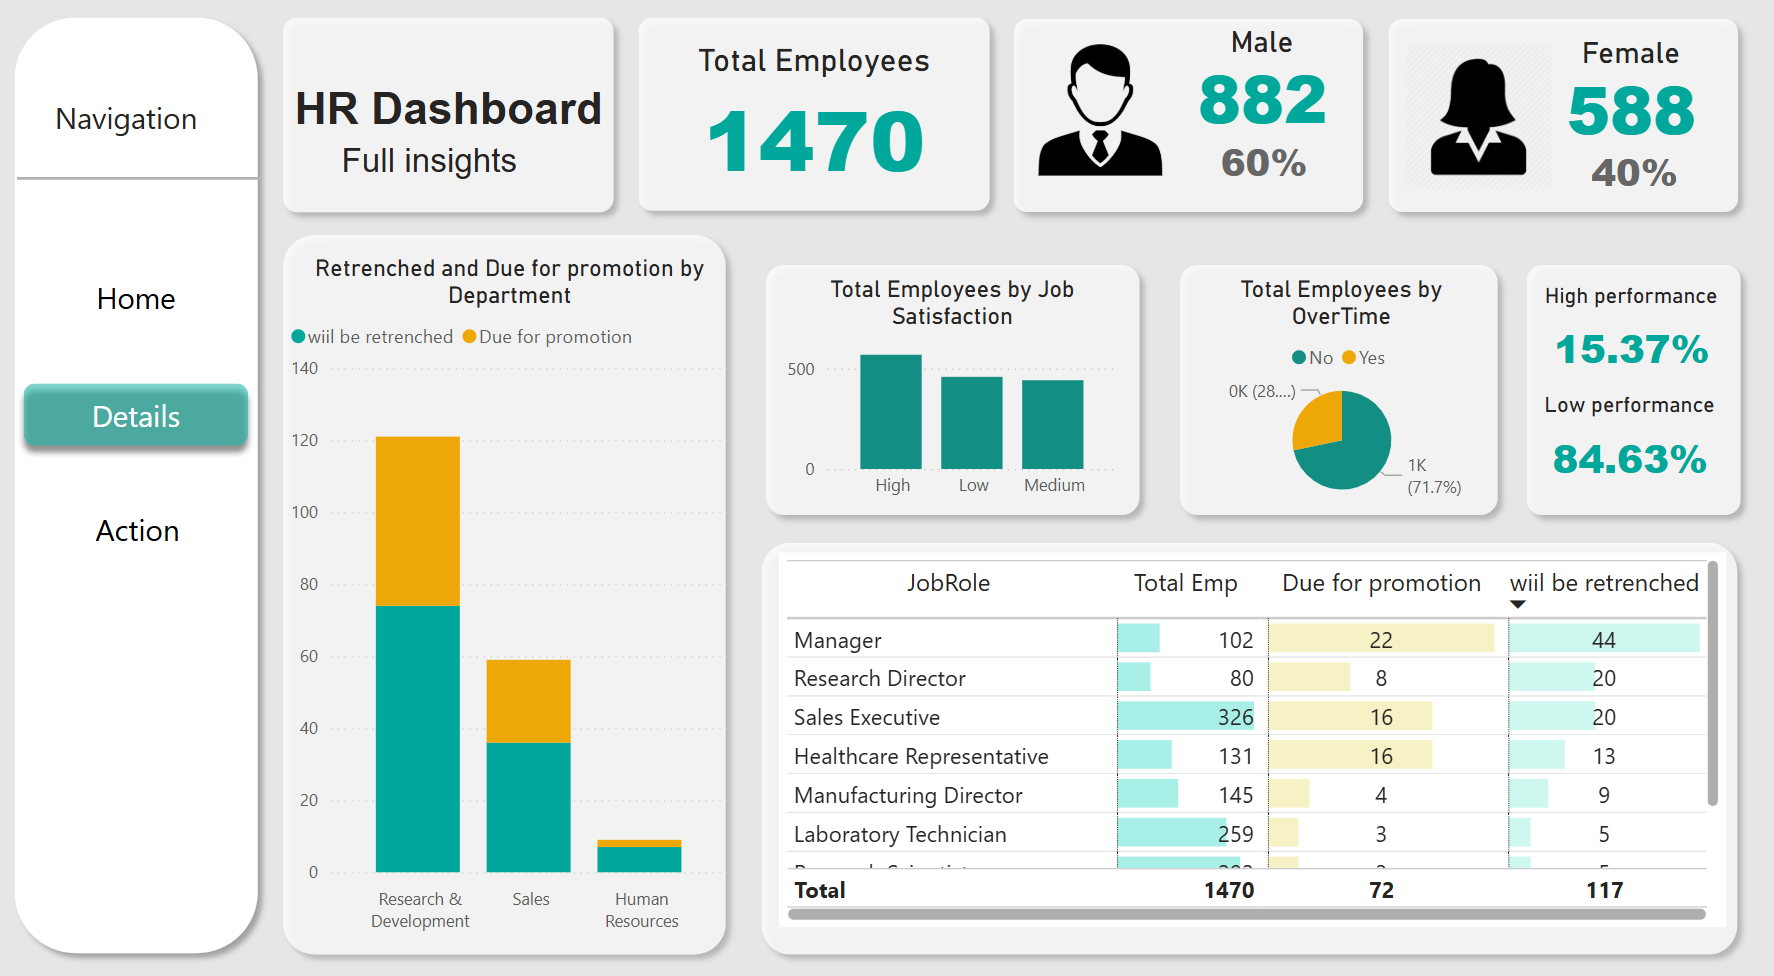 Navigation
Home
Details
Action
HR Dashboard
Full insights
Total Employees
1470
Male
882
60%
Female
588
40%
Retrenched and Due for promotion by
Department
wiil be retrenched Due for promotion
140
120
100
80
60
40
20
0
Research &
Development
Sales
Human
Resources
Total Employees by Job
Satisfaction
500
0
High Low Medium
Total Employees by
OverTime
No Yes
0K (28....)
1K
(71.7%)
High performance
15.37%
Low performance
84.63%
JobRole Total Emp Due for promotion wiil be retrenched
Manager 102 22 44
Research Director 80 8 20
Sales Executive 326 16 20
Healthcare Representative 131 16 13
Manufacturing Director 145 4 9
Laboratory Technician 259 3 5
Total 1470 72 117